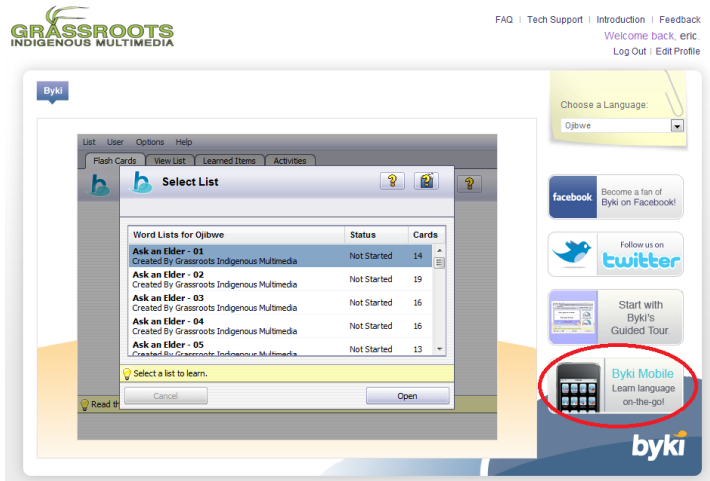 GRASSROOTS
INDIGENOUS MULTIMEDIA
FAQ | Tech Support | Introduction | Feedback
Welcome back, eric.
Log Out | Edit Profile
Byki
Choose a Language:
Ojibwe
List User Options Help
Flash Cards View List Learned Items Activities
b
b Select List
Word Lists for Ojibwe Status Cards
Ask an Elder - 01
Created By Grassroots Indigenous Multimedia Not Started 14
Ask an Elder - 02
Created By Grassroots Indigenous Multimedia Not Started 19
Ask an Elder - 03
Created By Grassroots Indigenous Multimedia Not Started 16
Ask an Elder - 04
Created By Grassroots Indigenous Multimedia Not Started 16
Ask an Elder - 05
Created By Grassroots Indigenous Multimedia Not Started 13
Select a list to learn.
Cancel Open
Read th
facebook Become a fan of
Byki on Facebook!
Follow us on
twitter
Start with
Byki's
Guided Tour.
Byki Mobile
Learn language
on-the-go!
byki